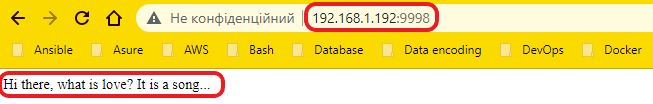 Не конфіденційний 192.168.1.192:9998
Ansible Asure AWS Bash Database Data encoding DevOps Docker
Hi there, what is love? It is a song...